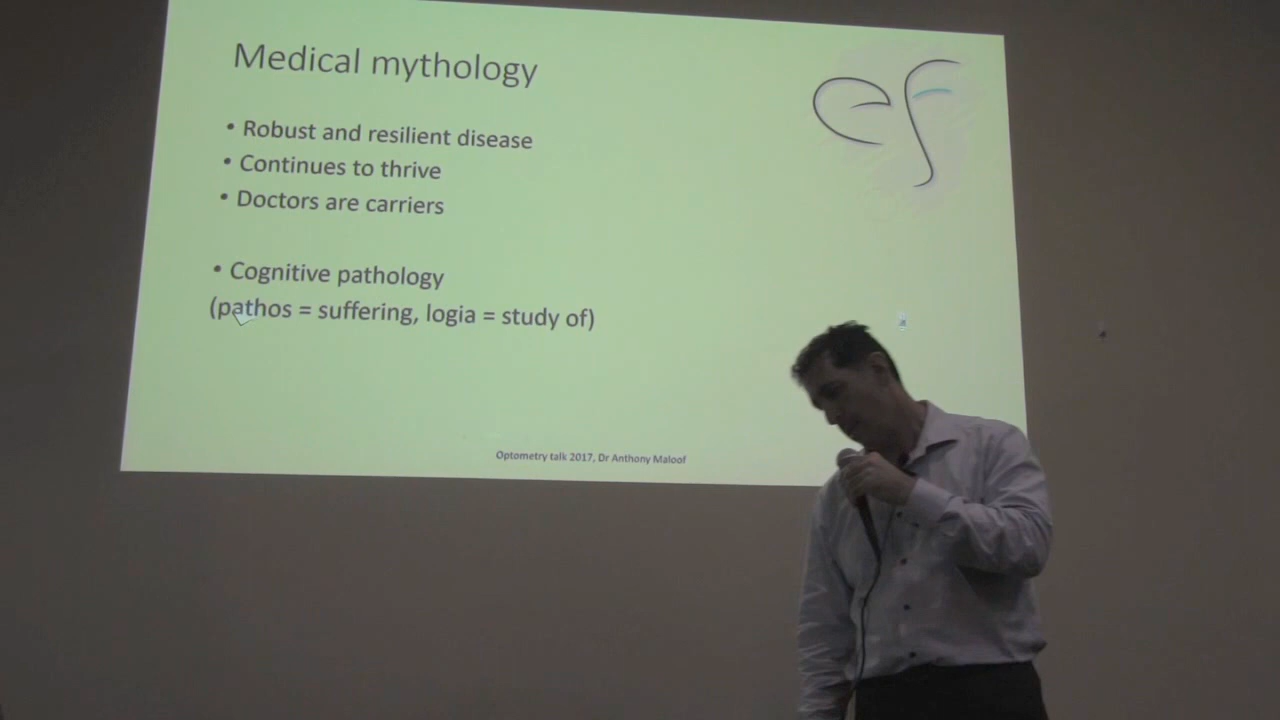 Medical mythology
• Robust and resilient disease
• Continues to thrive
• Doctors are carriers
• Cognitive pathology
(pathos = suffering, logia = study of)
Optometry talk 2017, Dr Anthony Maloof